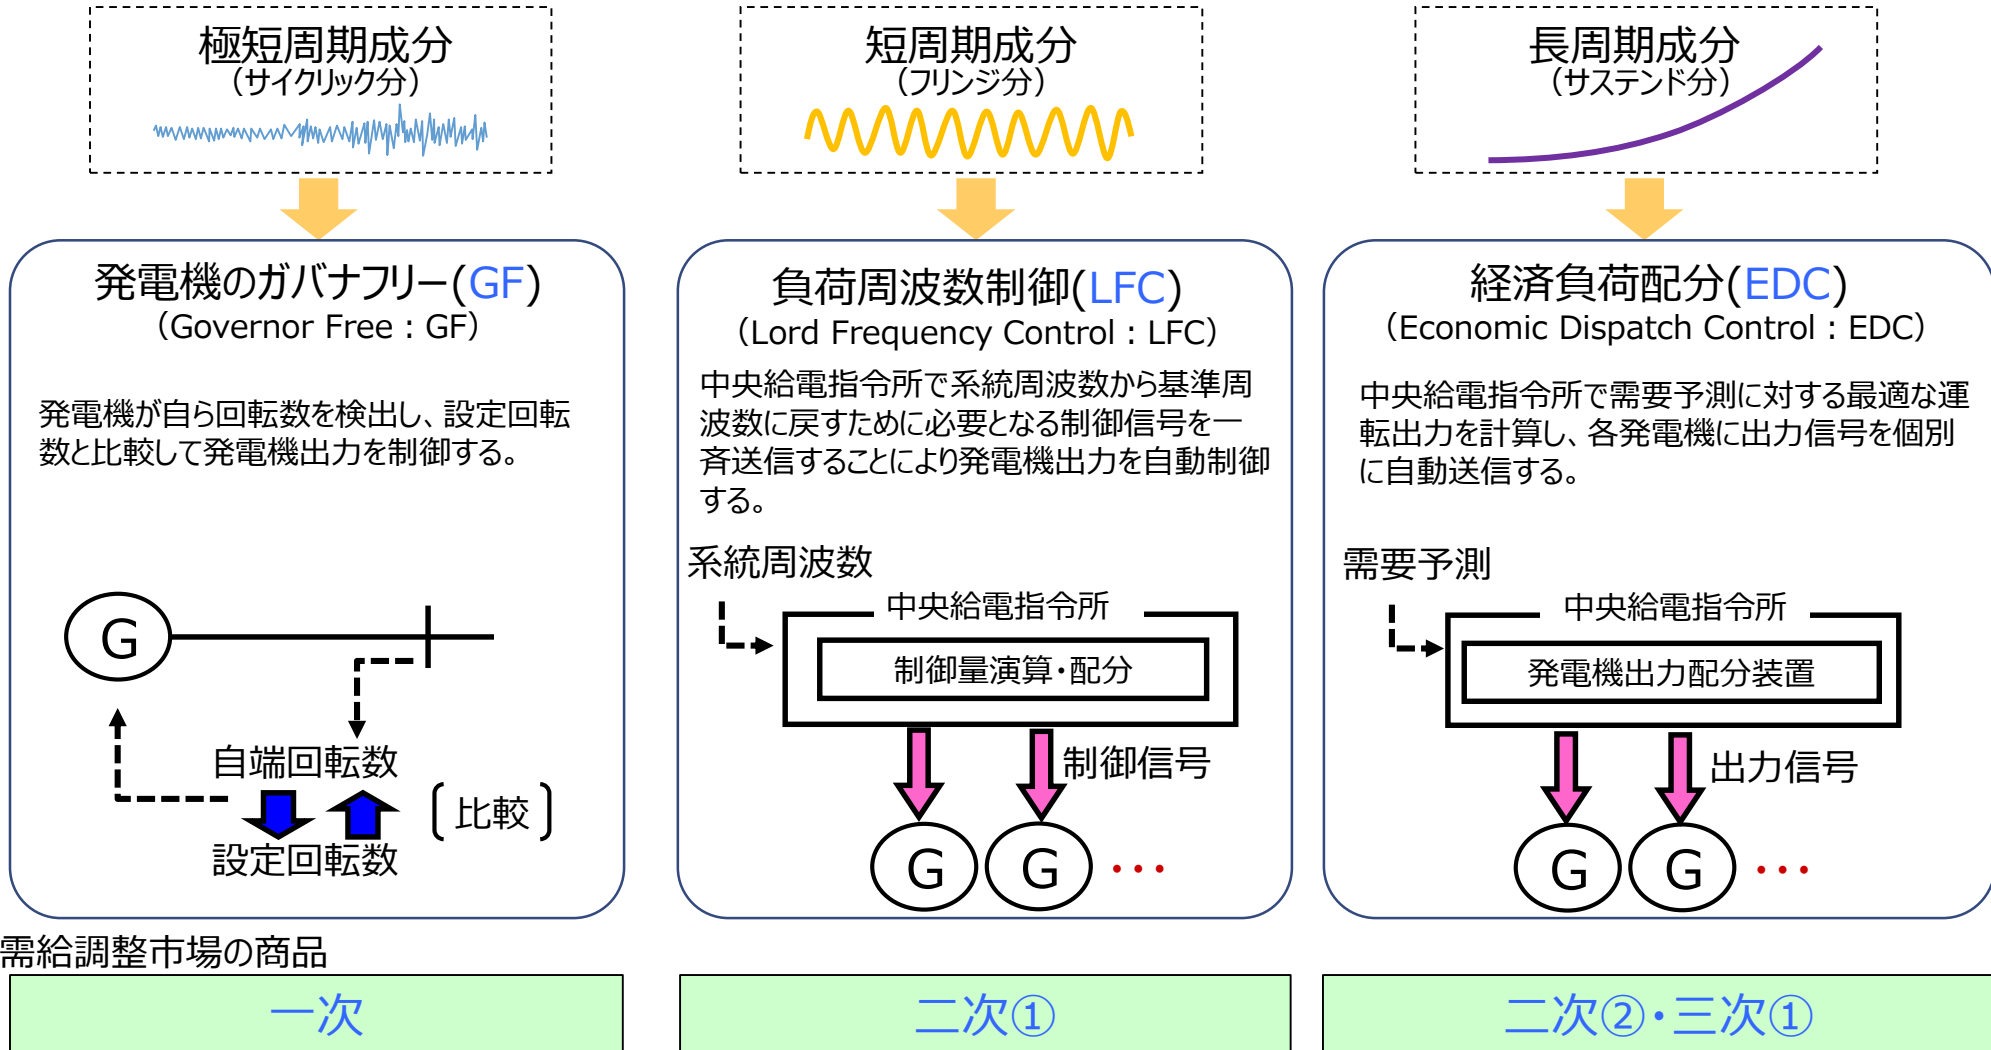 極短周期成分
（サイクリック分）
短周期成分
（フリンジ分）
長周期成分
（サステンド分）
発電機のガバナフリー(GF)
（Governor Free：GF）
発電機が自ら回転数を検出し、設定回転
数と比較して発電機出力を制御する。
G
自端回転数
比較
設定回転数
負荷周波数制御(LFC)
（Lord Frequency Control：LFC）
中央給電指令所で系統周波数から基準周
波数に戻すために必要となる制御信号を一
斉送信することにより発電機出力を自動制御
する。
系統周波数
中央給電指令所
制御量演算・配分
制御信号
G G ・・・
経済負荷配分(EDC)
（Economic Dispatch Control：EDC）
中央給電指令所で需要予測に対する最適な運
転出力を計算し、各発電機に出力信号を個別
に自動送信する。
需要予測
中央給電指令所
発電機出力配分装置
出力信号
G G ・・・
需給調整市場の商品
一次
二次①
二次②・三次①